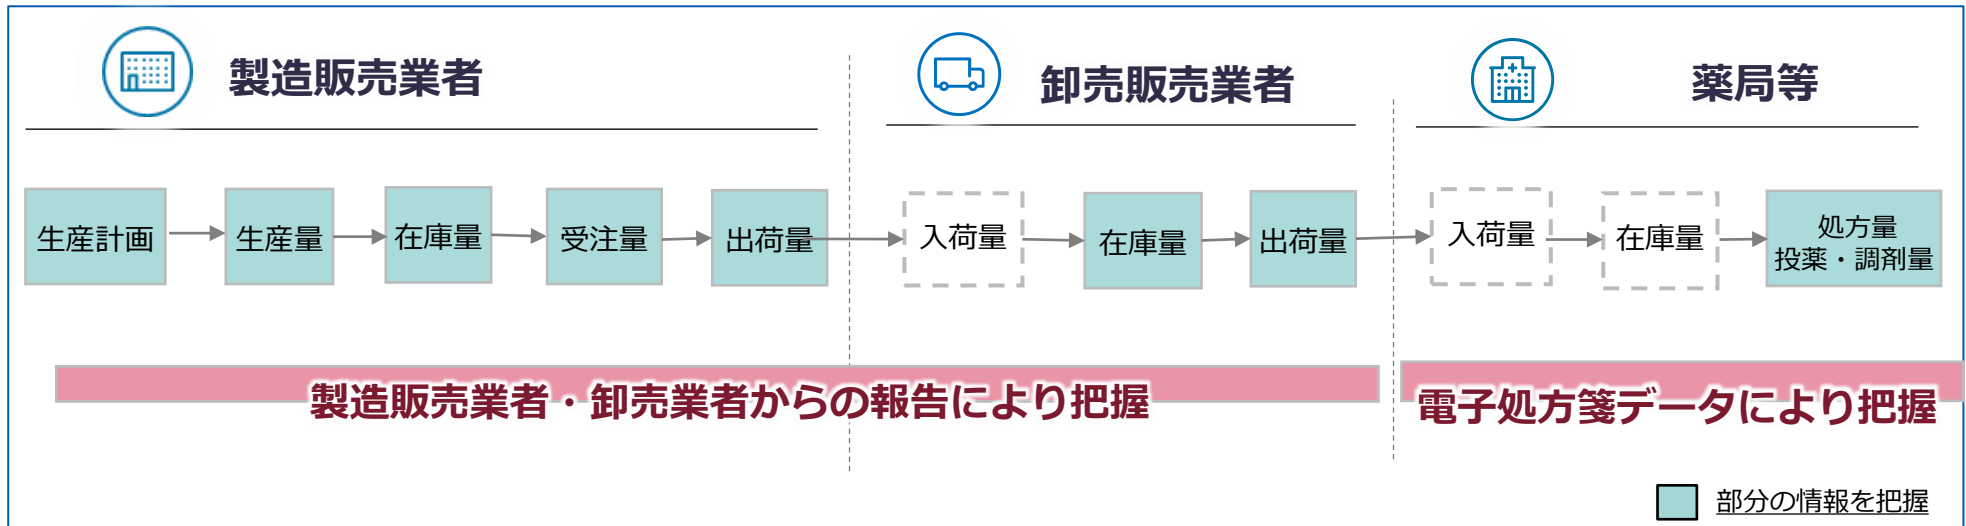 製造販売業者
卸売販売業者
薬局等
生産計画
生産量
在庫量
受注量
出荷量
入荷量
在庫量
出荷量
入荷量
在庫量
処方量
投薬・調剤量
製造販売業者・卸売業者からの報告により把握
電子処方箋データにより把握
部分の情報を把握